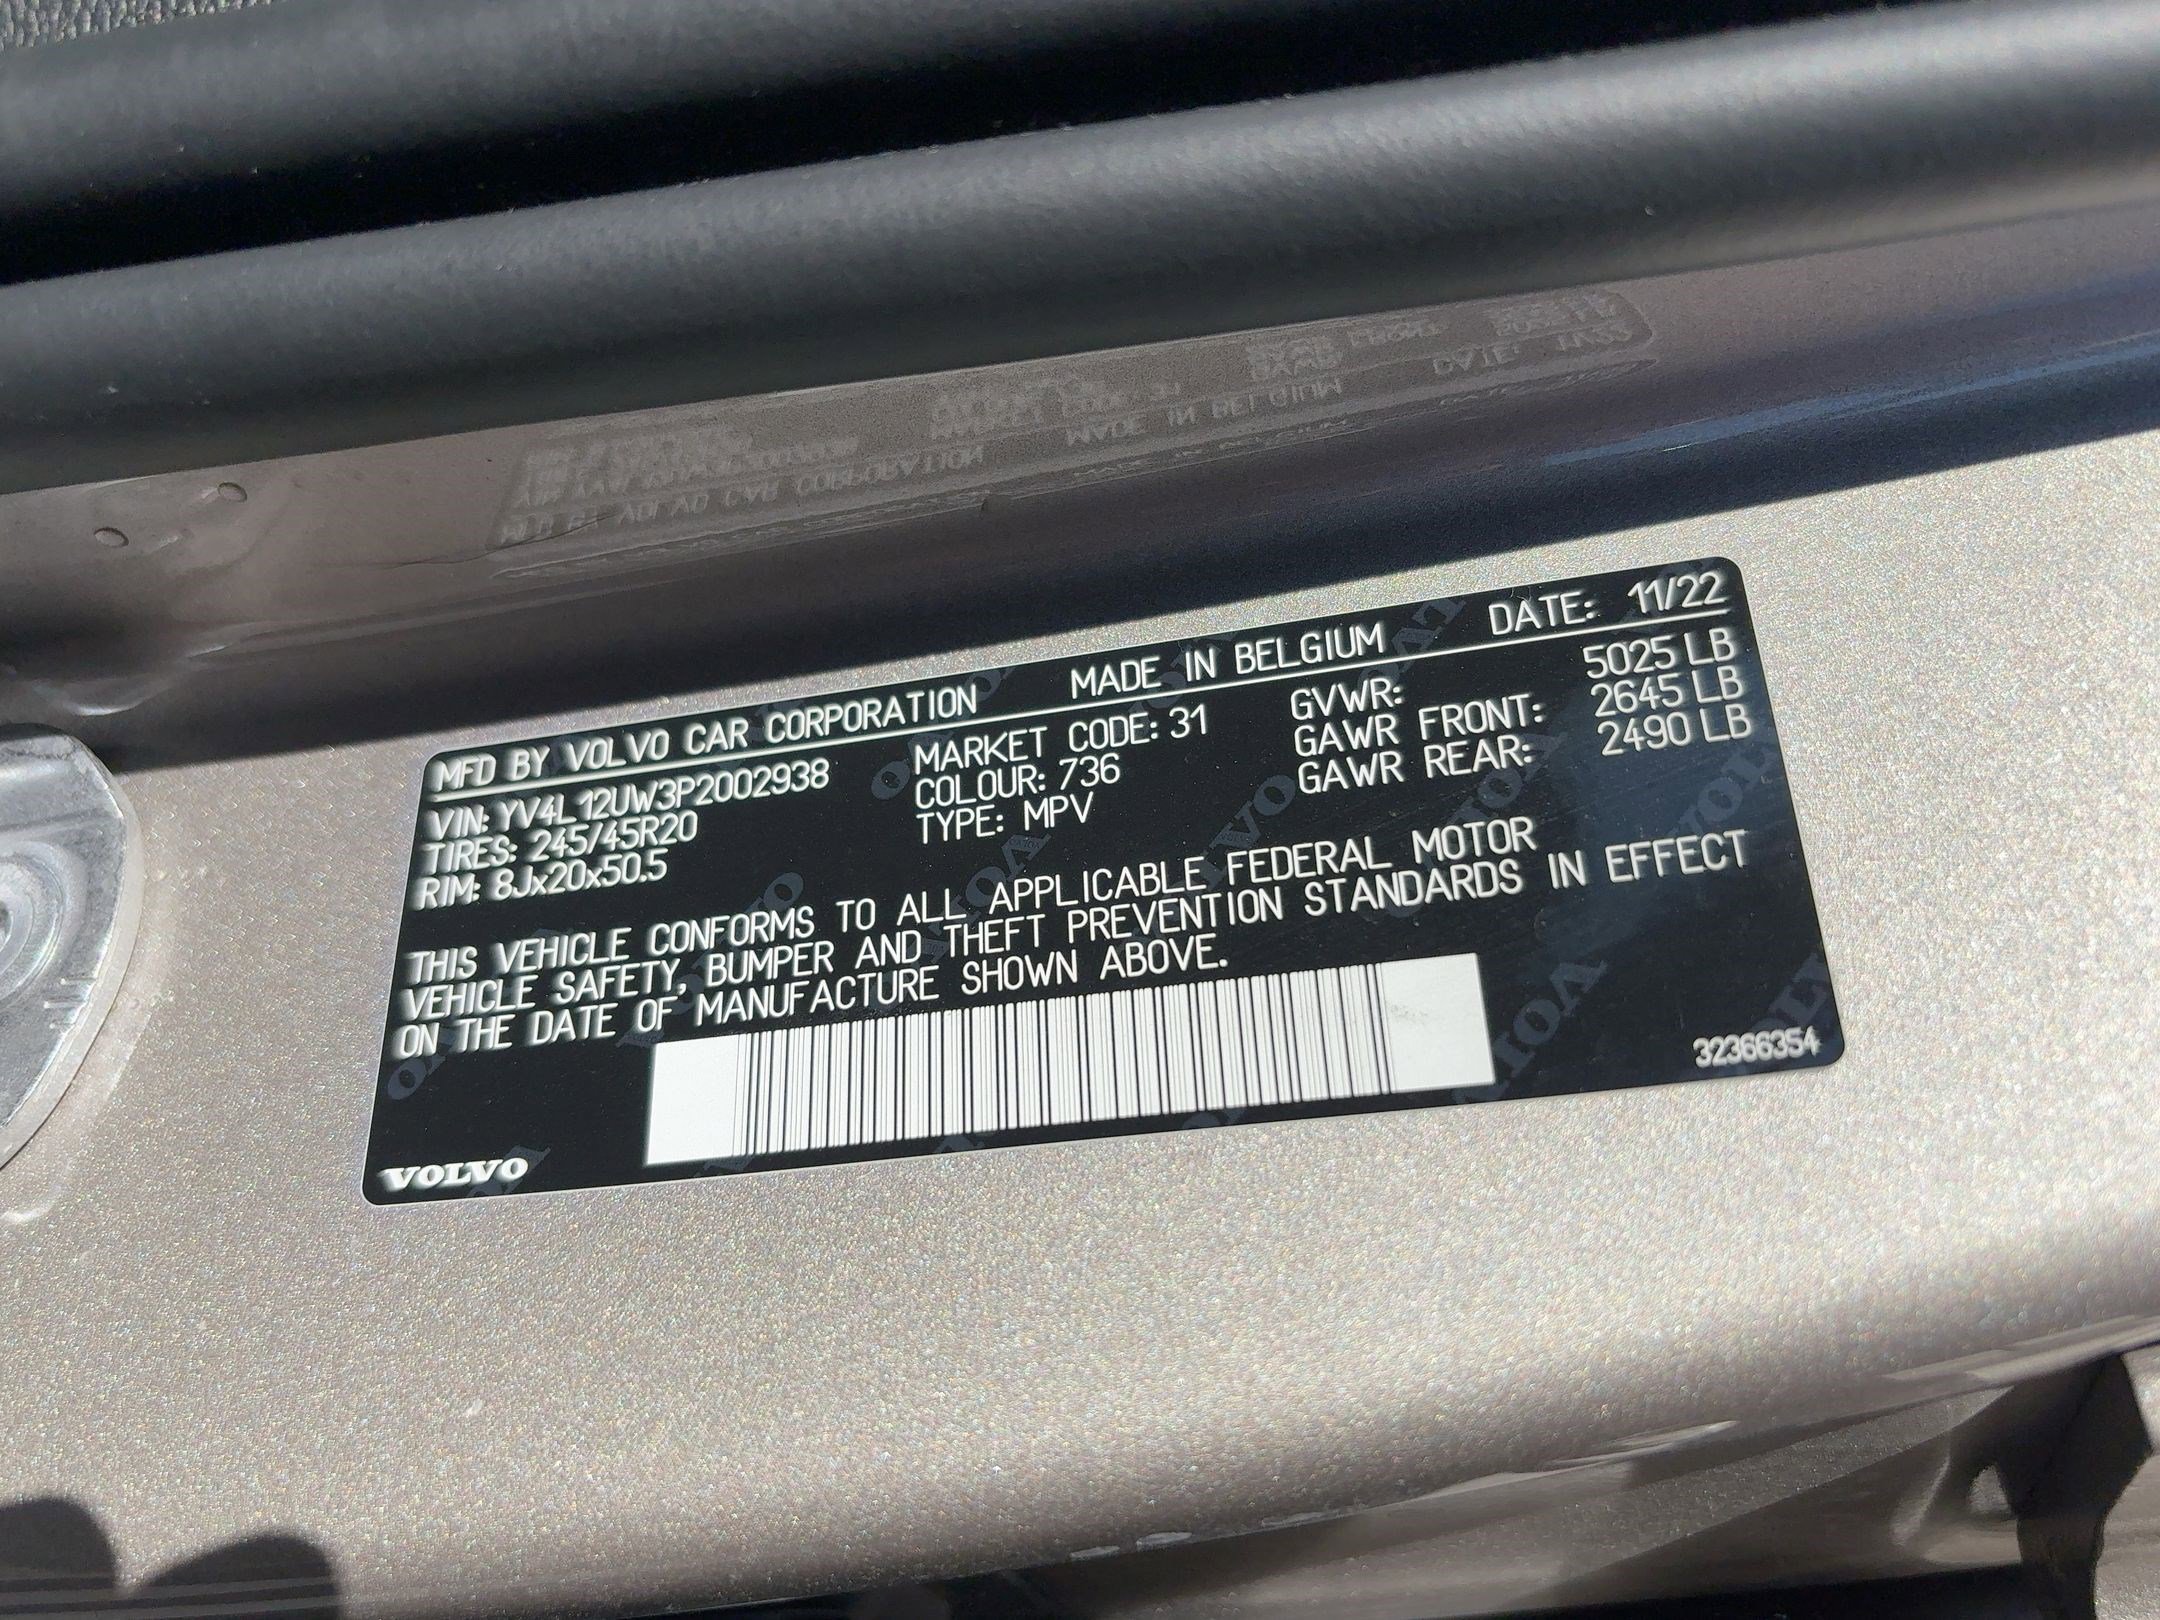 MFD BY VOLVO CAR CORPORATION MADE IN BELGIUM DATE: 11/22
VIN: YV4L12UW3P2002938 MARKET CODE: 31 GVWR: 5025 LB
TIRES: 245/45R20 COLOUR: 736 GAWR FRONT: 2645 LB
RIM: 8Jx20x50.5 TYPE: MPV GAWR REAR: 2490 LB
THIS VEHICLE CONFORMS TO ALL APPLICABLE FEDERAL MOTOR
VEHICLE SAFETY, BUMPER AND THEFT PREVENTION STANDARDS IN EFFECT
ON THE DATE OF MANUFACTURE SHOWN ABOVE.
32366354
VOLVO